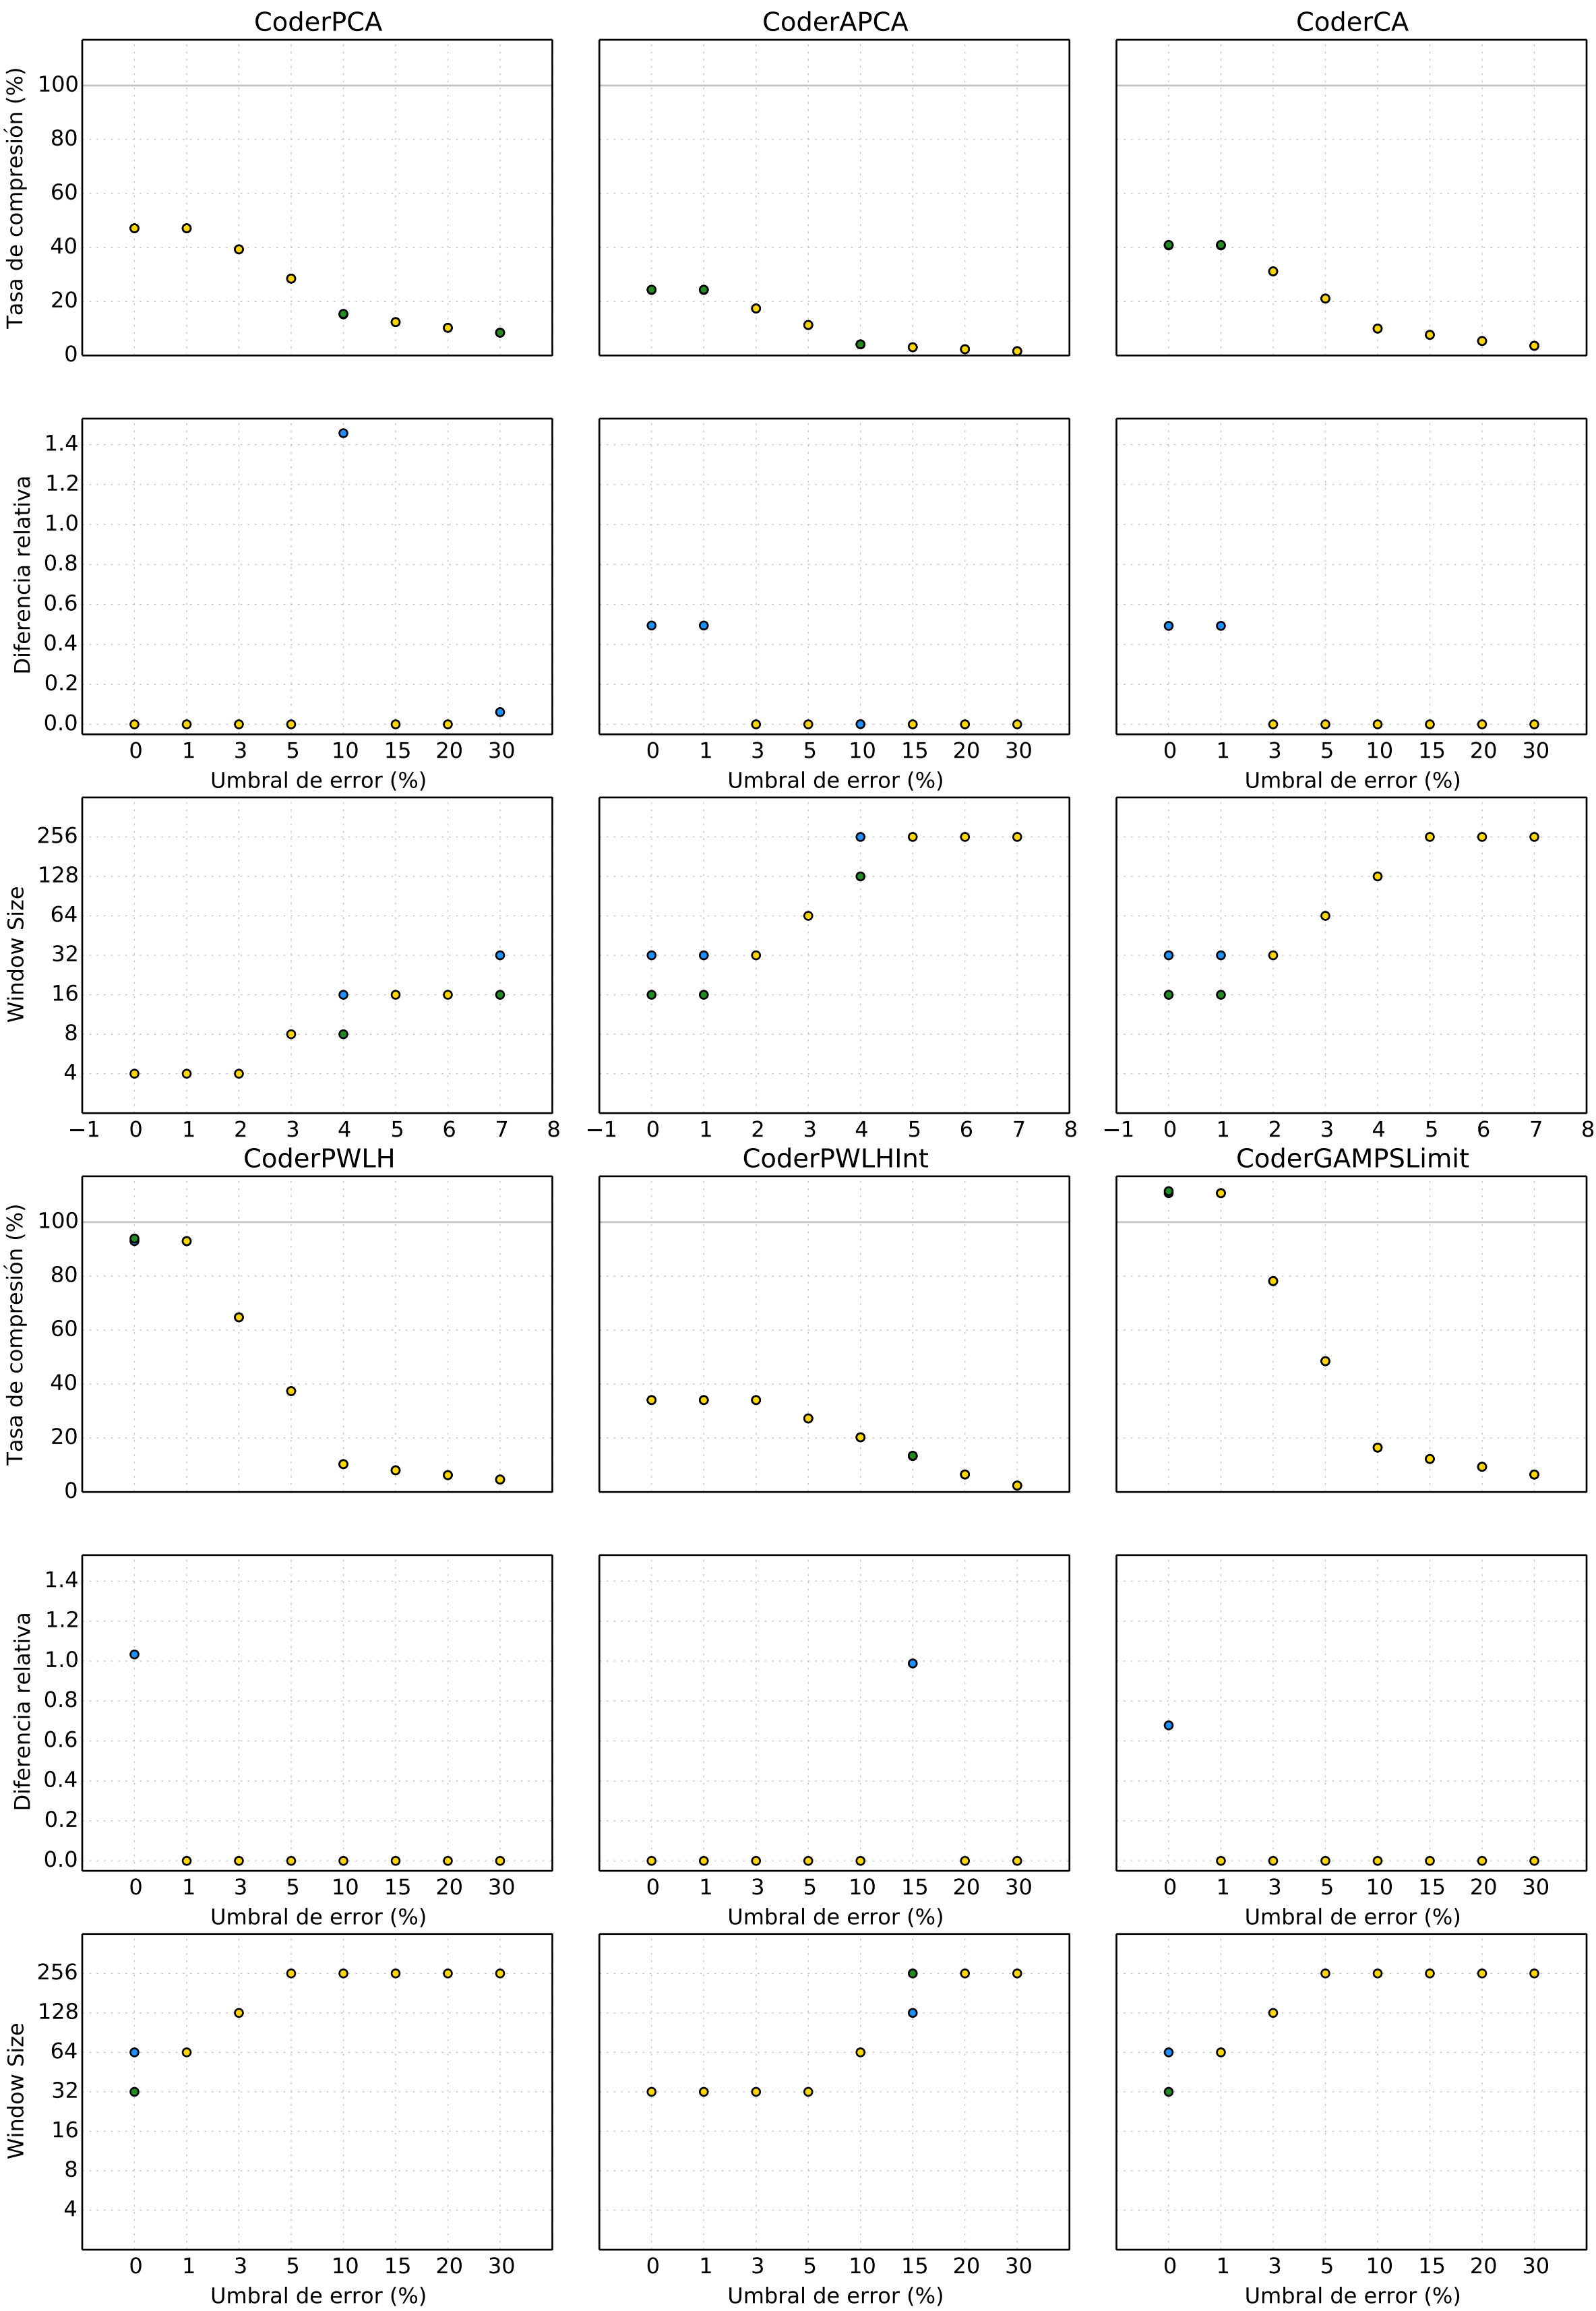 CoderPCA CoderAPCA CoderCA
Tasa de compresión (%)
100
80
60
40
20
0
Diferencia relativa
1.4
1.2
1.0
0.8
0.6
0.4
0.2
0.0
0 1 3 5 10 15 20 30 0 1 3 5 10 15 20 30 0 1 3 5 10 15 20 30
Umbral de error (%) Umbral de error (%) Umbral de error (%)
Window Size
256
128
64
32
16
8
4
−1 0 1 2 3 4 5 6 7 8 −1 0 1 2 3 4 5 6 7 8 −1 0 1 2 3 4 5 6 7 8
CoderPWLH CoderPWLHInt CoderGAMPSLimit
Tasa de compresión (%)
100
80
60
40
20
0
Diferencia relativa
1.4
1.2
1.0
0.8
0.6
0.4
0.2
0.0
0 1 3 5 10 15 20 30 0 1 3 5 10 15 20 30 0 1 3 5 10 15 20 30
Umbral de error (%) Umbral de error (%) Umbral de error (%)
Window Size
256
128
64
32
16
8
4
0 1 3 5 10 15 20 30 0 1 3 5 10 15 20 30 0 1 3 5 10 15 20 30
Umbral de error (%) Umbral de error (%) Umbral de error (%)